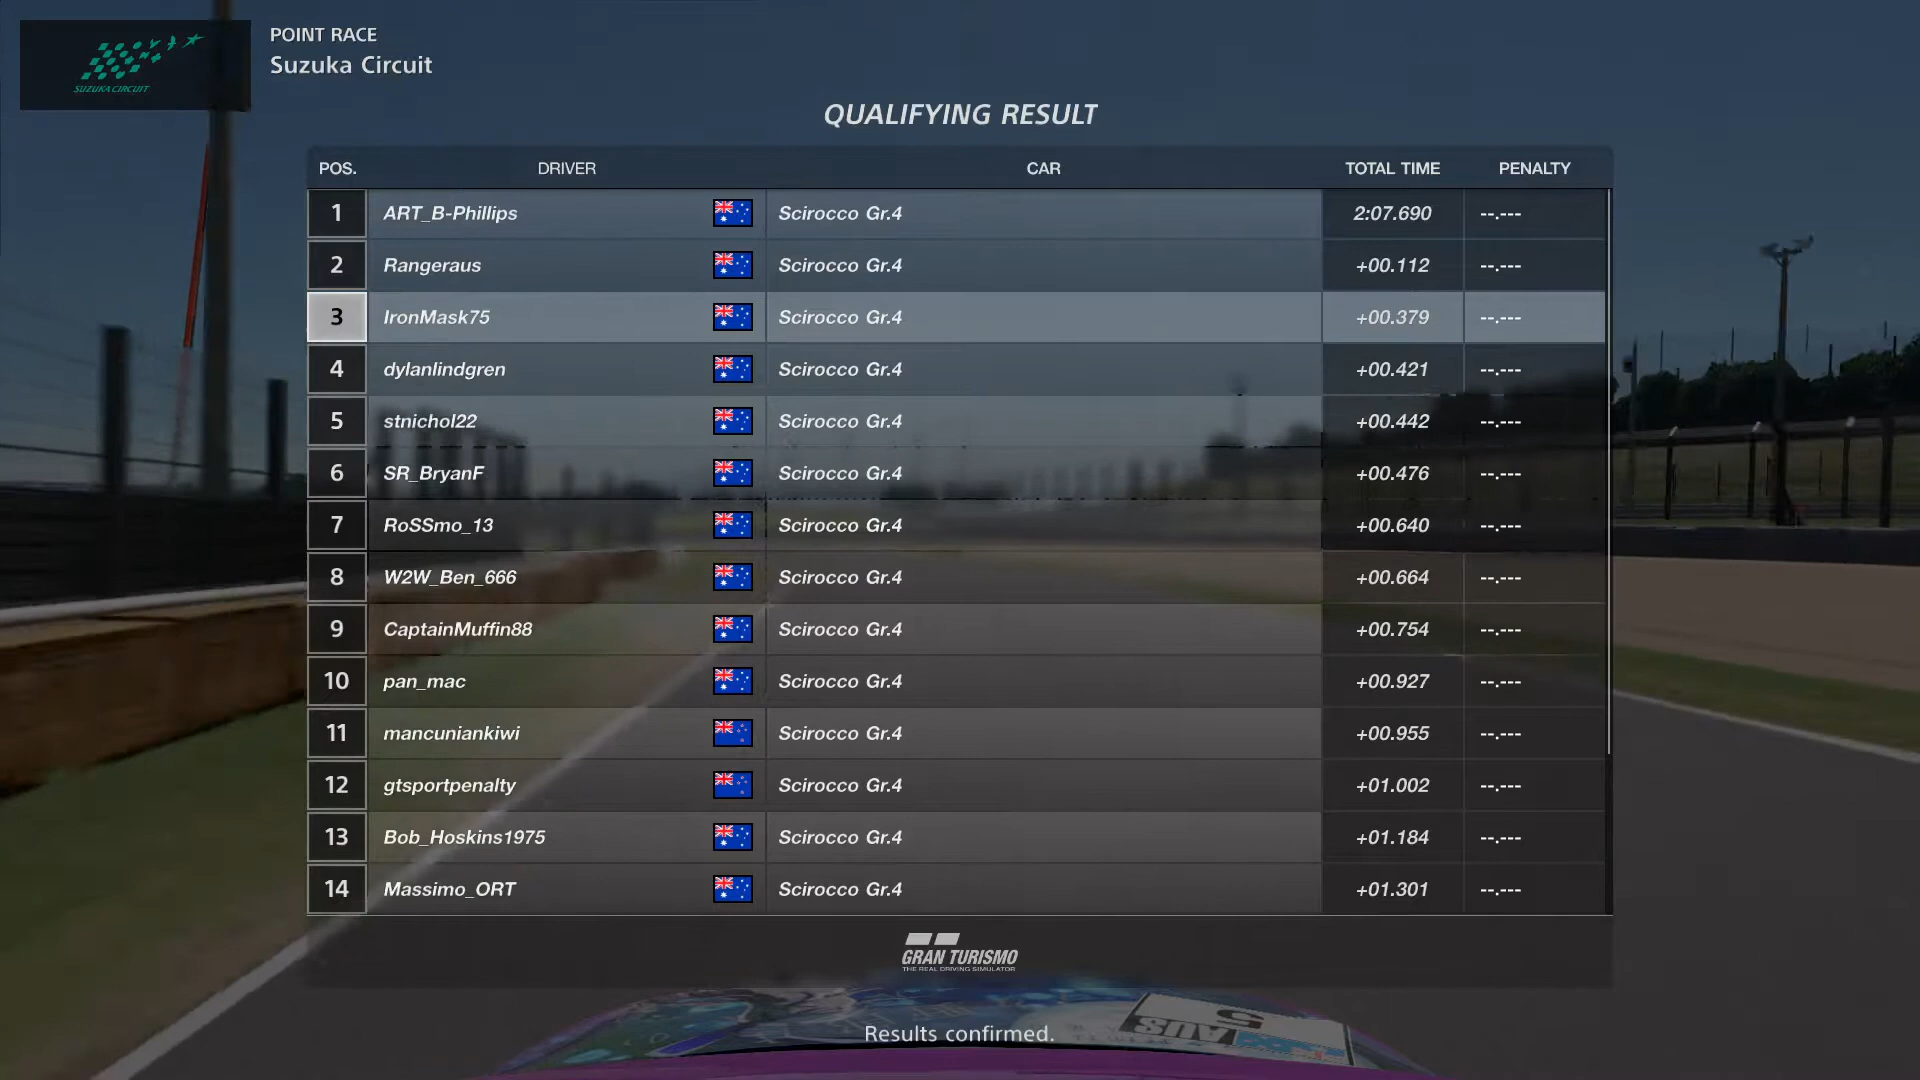 SUZUKA CIRCUIT
POINT RACE
Suzuka Circuit
QUALIFYING RESULT
POS. DRIVER CAR TOTAL TIME PENALTY
1 ART_B-Phillips Scirocco Gr.4 2:07.690 --.---
2 Rangeraus Scirocco Gr.4 +00.112 --.---
3 IronMask75 Scirocco Gr.4 +00.379 --.---
4 dylanlindgren Scirocco Gr.4 +00.421 --.---
5 stnichol22 Scirocco Gr.4 +00.442 --.---
6 SR_BryanF Scirocco Gr.4 +00.476 --.---
7 RoSSmo_13 Scirocco Gr.4 +00.640 --.---
8 W2W_Ben_666 Scirocco Gr.4 +00.664 --.---
9 CaptainMuffin88 Scirocco Gr.4 +00.754 --.---
10 pan_mac Scirocco Gr.4 +00.927 --.---
11 mancuniankiwi Scirocco Gr.4 +00.955 --.---
12 gtsportpenalty Scirocco Gr.4 +01.002 --.---
13 Bob_Hoskins1975 Scirocco Gr.4 +01.184 --.---
14 Massimo_ORT Scirocco Gr.4 +01.301 --.---
GRAN TURISMO
THE REAL DRIVING SIMULATOR
5
AUS
Results confirmed.